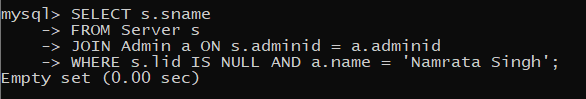 mysql> SELECT s.sname
    -> FROM Server s
    -> JOIN Admin a ON s.adminid = a.adminid
    -> WHERE s.lid IS NULL AND a.name = 'Namrata Singh';
Empty set (0.00 sec)